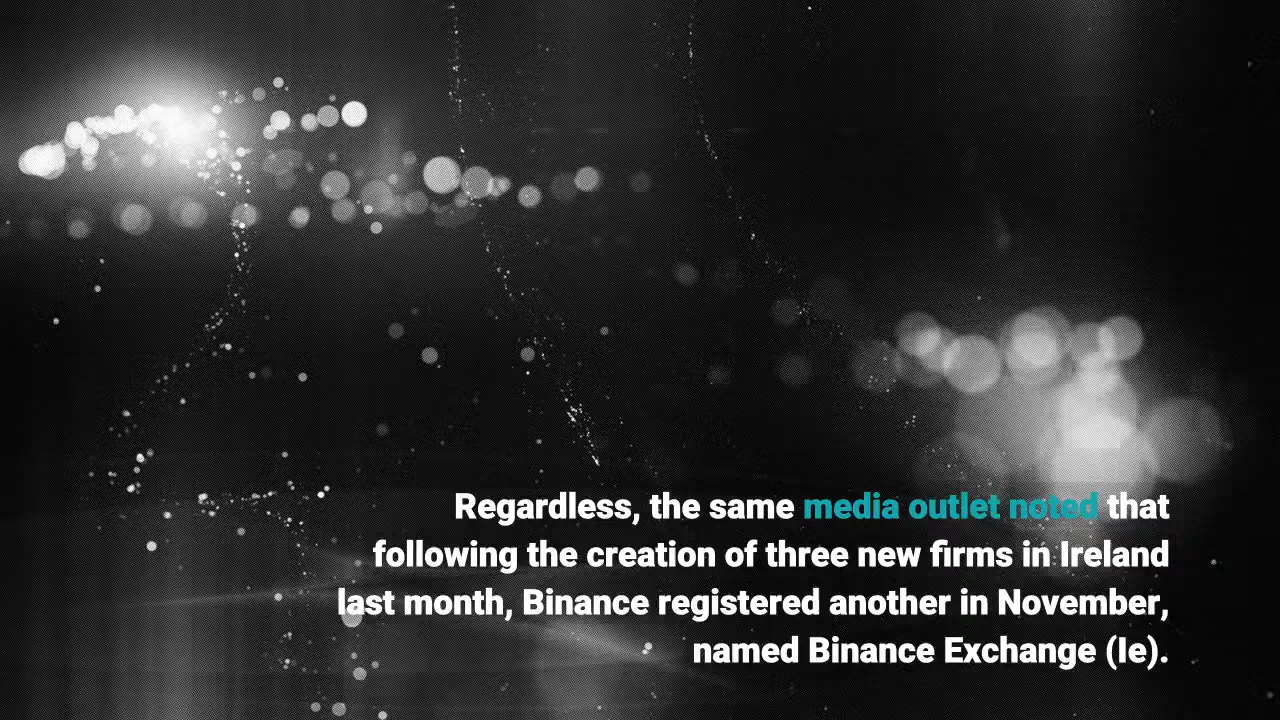 Regardless, the same media outlet noted that
following the creation of three new firms in Ireland
last month, Binance registered another in November,
named Binance Exchange (Ie).